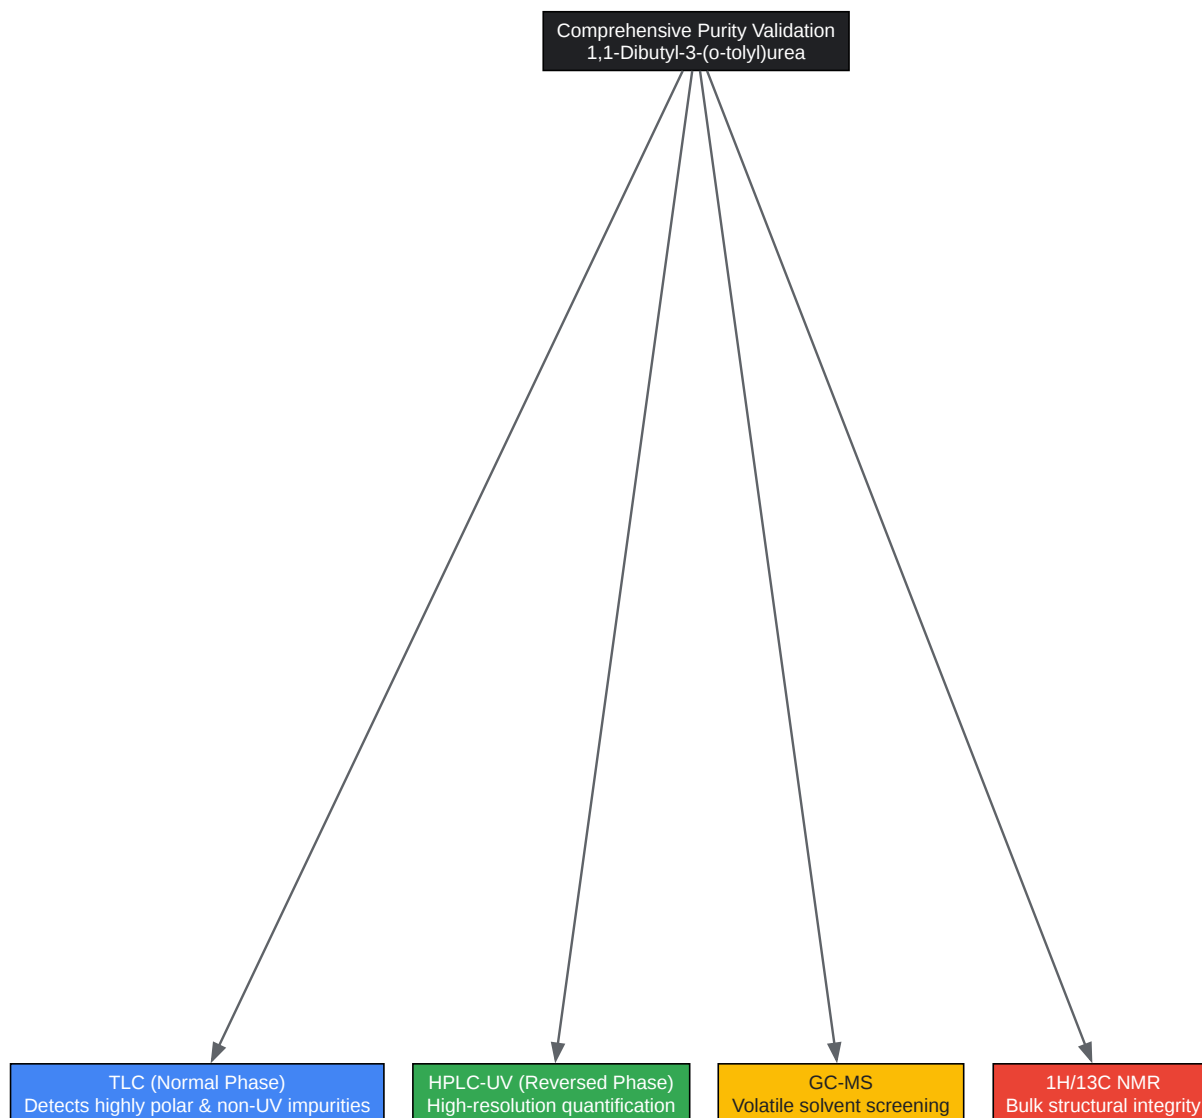 Comprehensive Purity Validation
1,1-Dibutyl-3-(o-tolyl)urea
TLC (Normal Phase)
Detects highly polar & non-UV impurities
HPLC-UV (Reversed Phase)
High-resolution quantification
GC-MS
Volatile solvent screening
1H/13C NMR
Bulk structural integrity